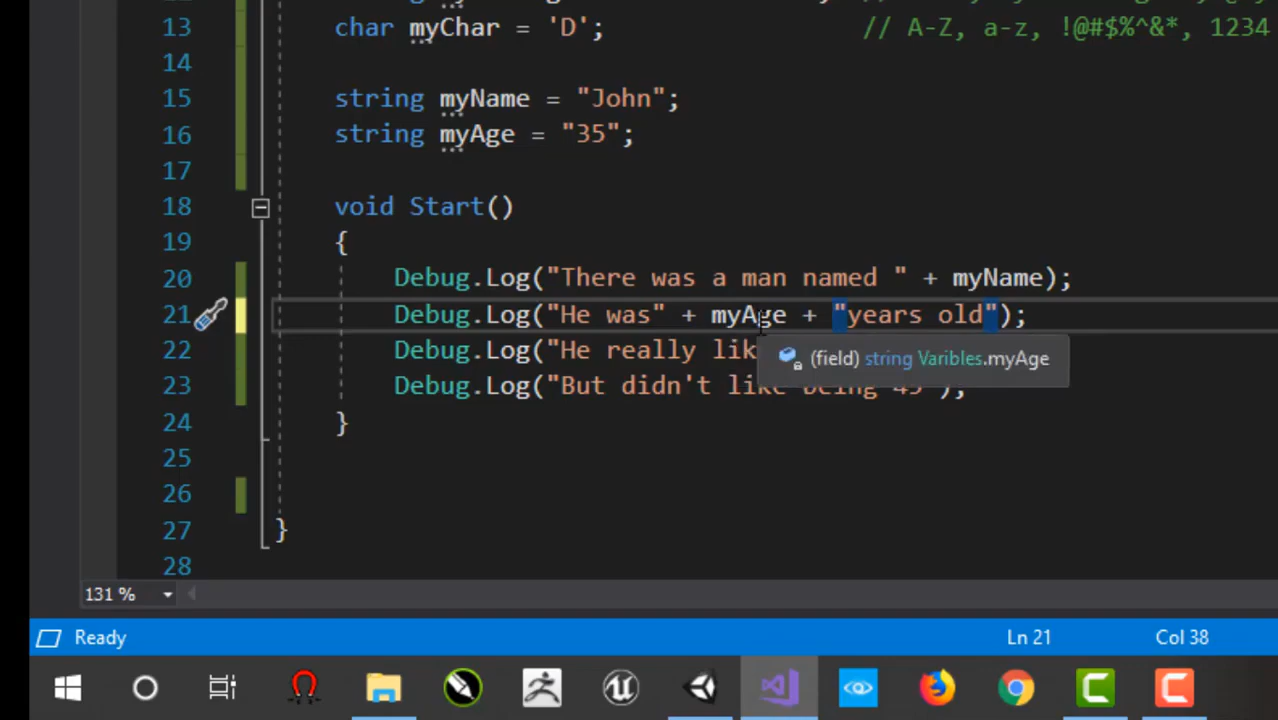 13 char myChar = 'D'; // A-Z, a-z, !@#$%^&*, 1234
14
15 string myName = "John";
16 string myAge = "35";
17
18 void Start()
19 {
20 Debug.Log("There was a man named " + myName);
21 Debug.Log("He was" + myAge + "years old");
22 Debug.Log("He really lik
(field) string Varibles.myAge
23 Debug.Log("But didn't like being 45");
24 }
25
26
27 }
28
131 %
Ready Ln 21 Col 38